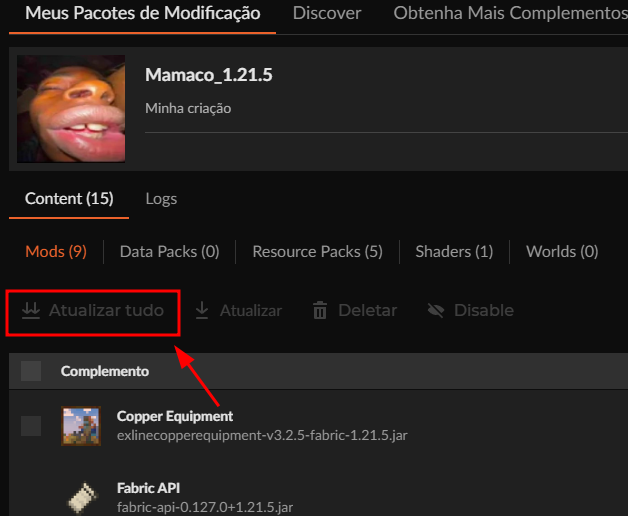 Meus Pacotes de Modificação Discover Obtenha Mais Complementos
Mamaco_1.21.5
Minha criação
Content (15) Logs
Mods (9) Data Packs (0) Resource Packs (5) Shaders (1) Worlds (0)
Atualizar tudo Atualizar Deletar Disable
Complemento
Copper Equipment
exlinecopperequipment-v3.2.5-fabric-1.21.5.jar
Fabric API
fabric-api-0.127.0+1.21.5.jar